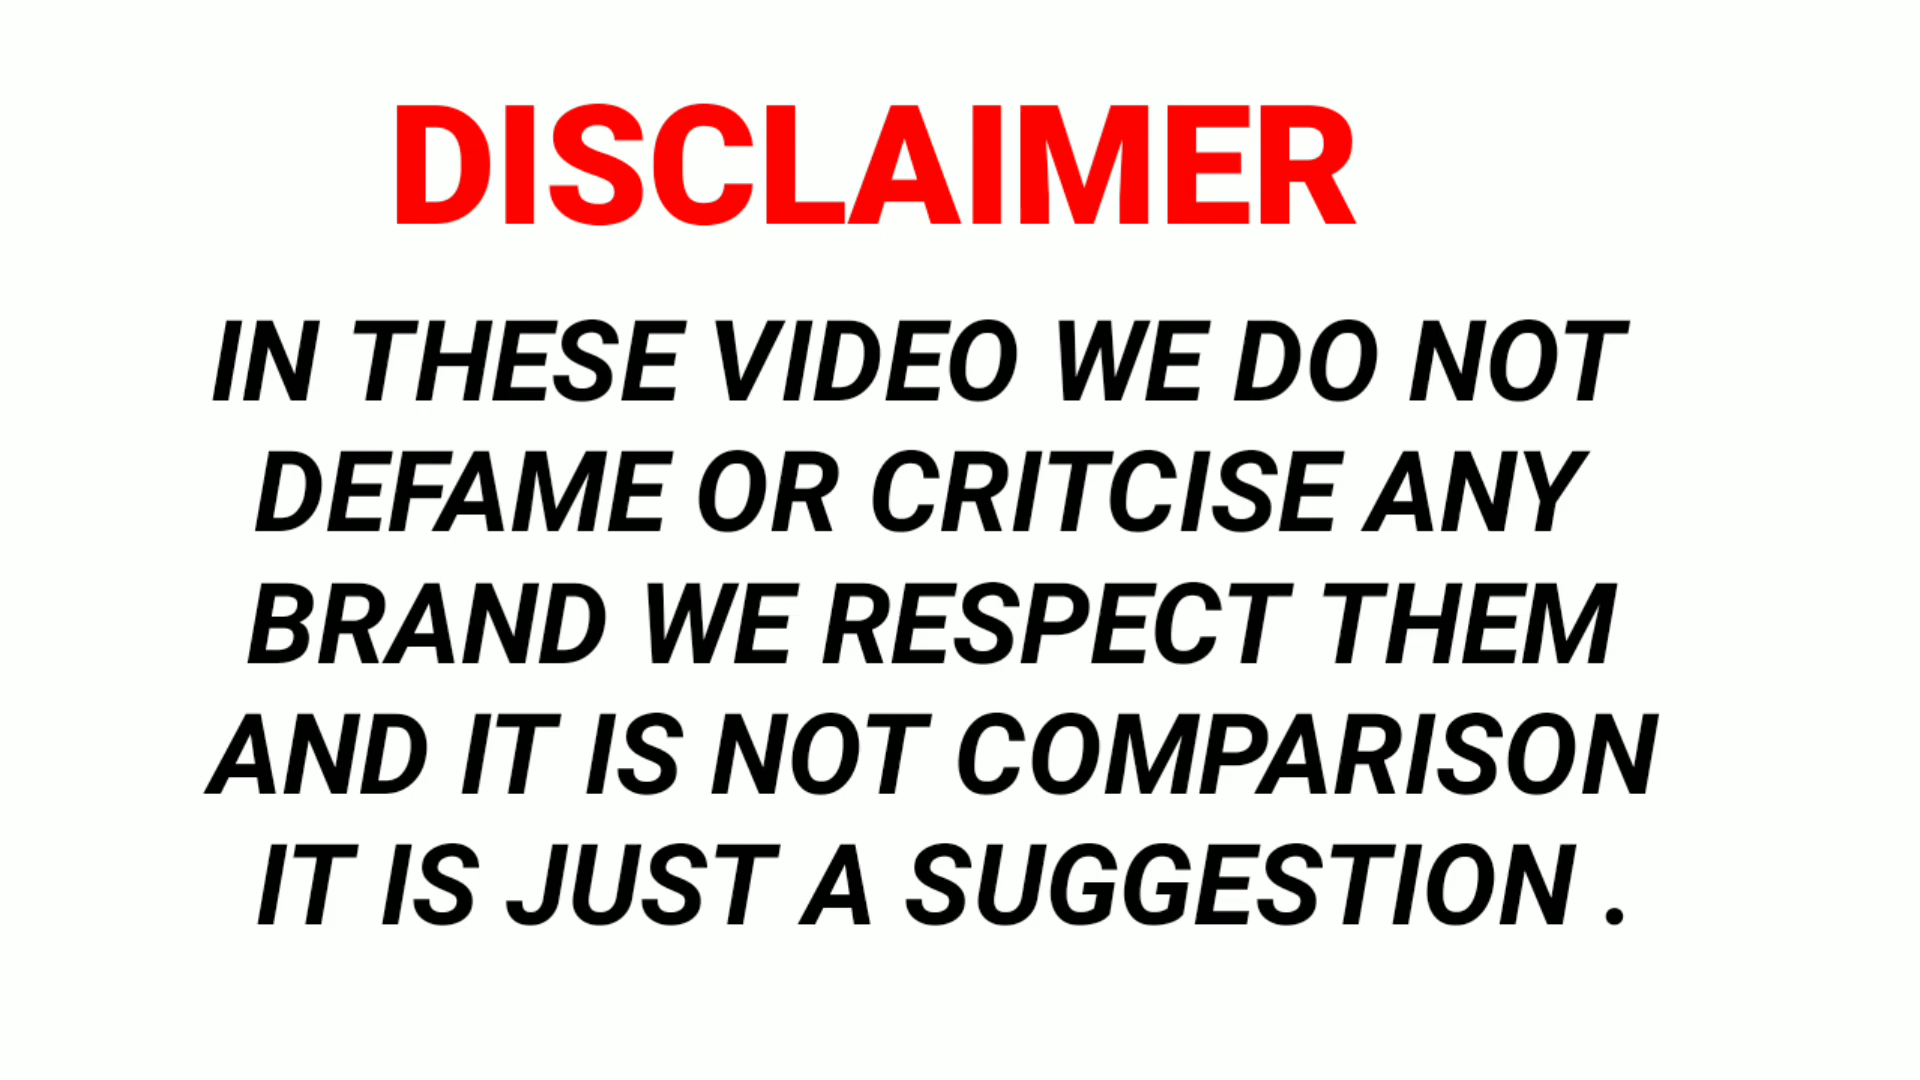 DISCLAIMER
IN THESE VIDEO WE DO NOT
DEFAME OR CRITCISE ANY
BRAND WE RESPECT THEM
AND IT IS NOT COMPARISON
IT IS JUST A SUGGESTION .